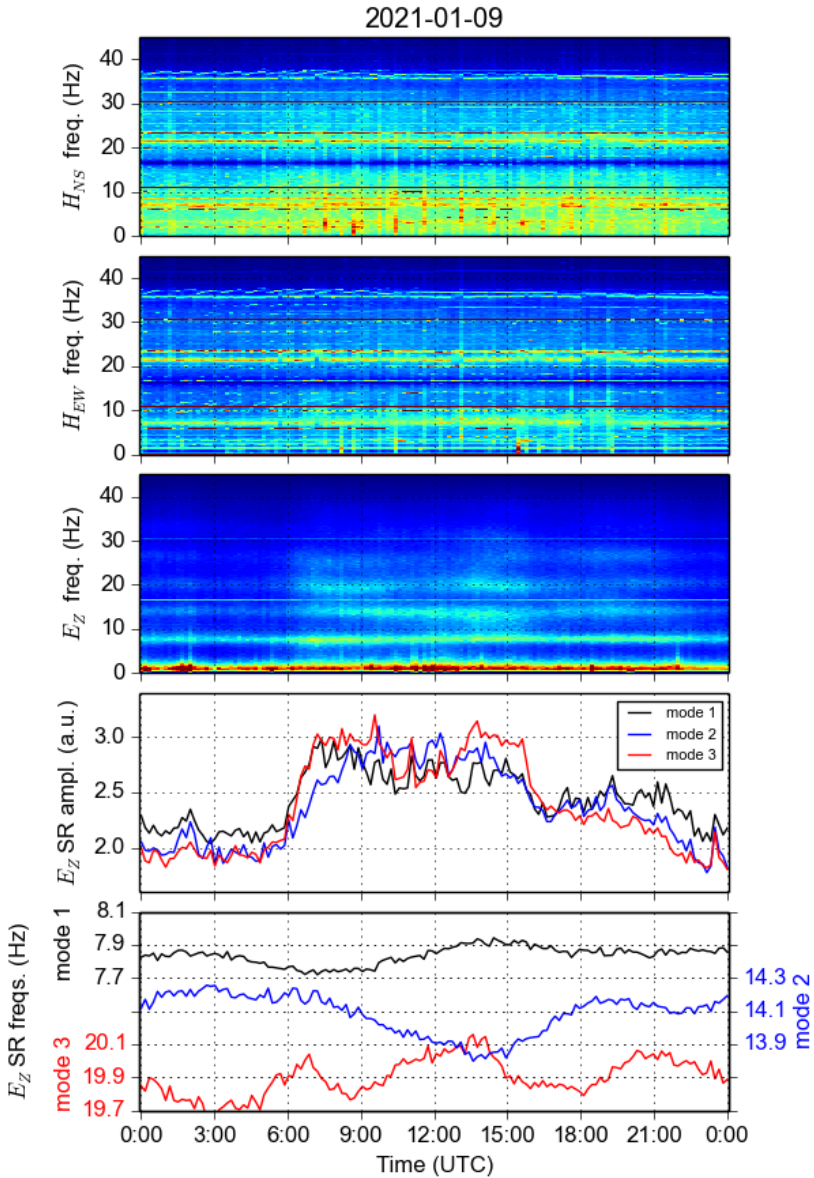 2021-01-09
H_NS freq. (Hz)
40
30
20
10
0
H_EW freq. (Hz)
40
30
20
10
0
E_Z freq. (Hz)
40
30
20
10
0
E_Z SR ampl. (a.u.)
3.0
2.5
2.0
mode 1
mode 2
mode 3
E_Z SR freqs. (Hz)
mode 1
8.1
7.9
7.7
14.3
14.1
13.9
mode 2
mode 3
20.1
19.9
19.7
0:00 3:00 6:00 9:00 12:00 15:00 18:00 21:00 0:00
Time (UTC)